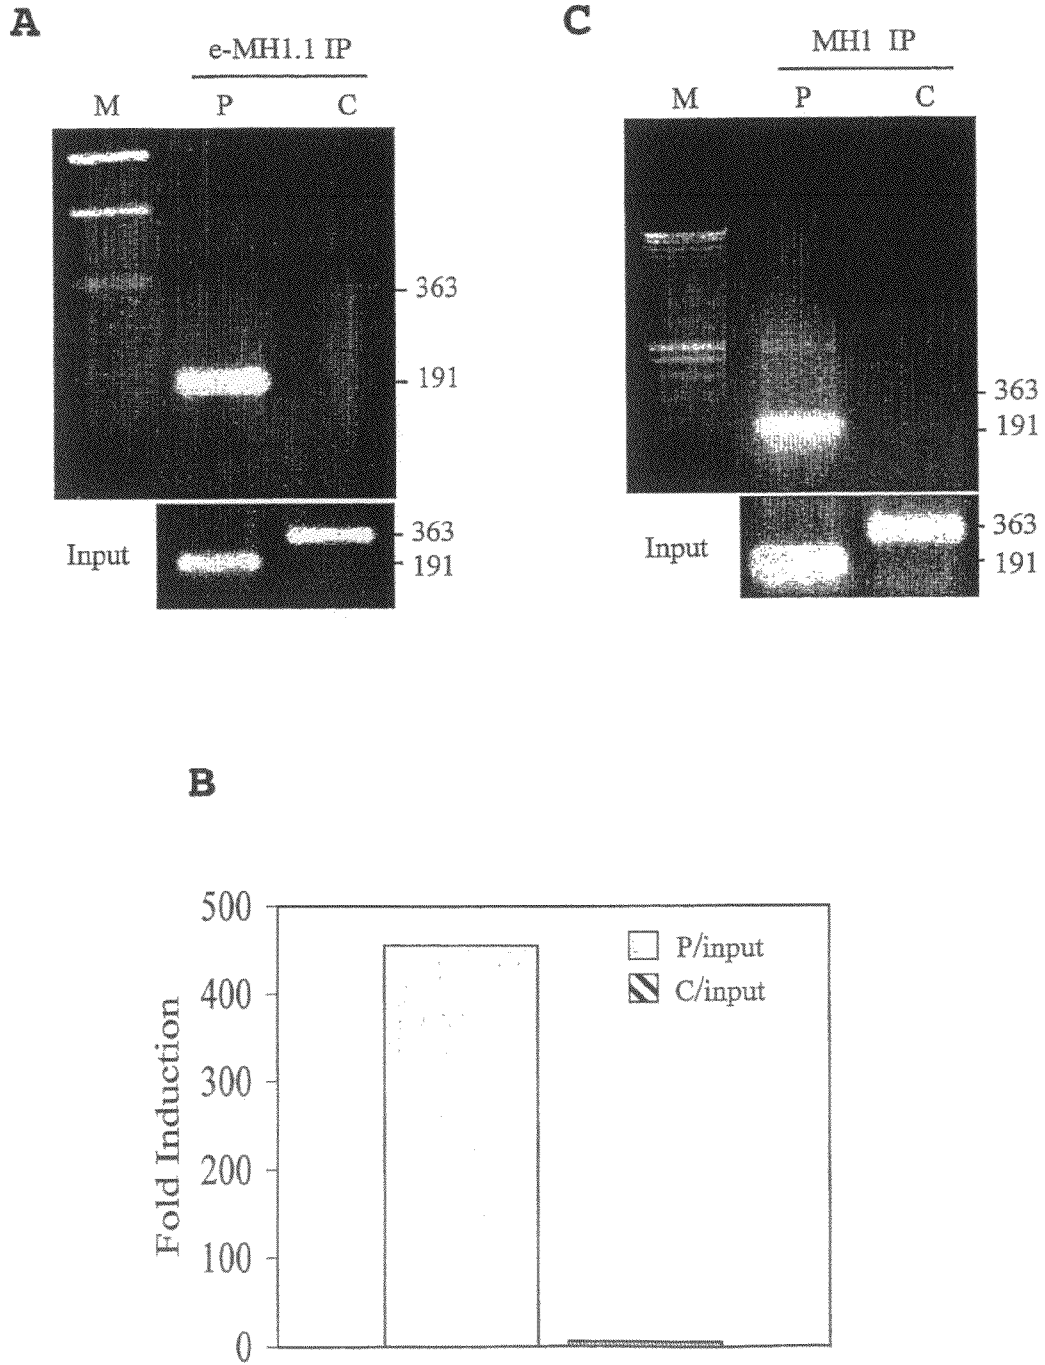 A
e-MH1.1 IP
M P C
363
191
Input
363
191
C
MH1 IP
M P C
363
191
Input
363
191
B
500
400
300
200
100
0
Fold Induction
P/input
C/input